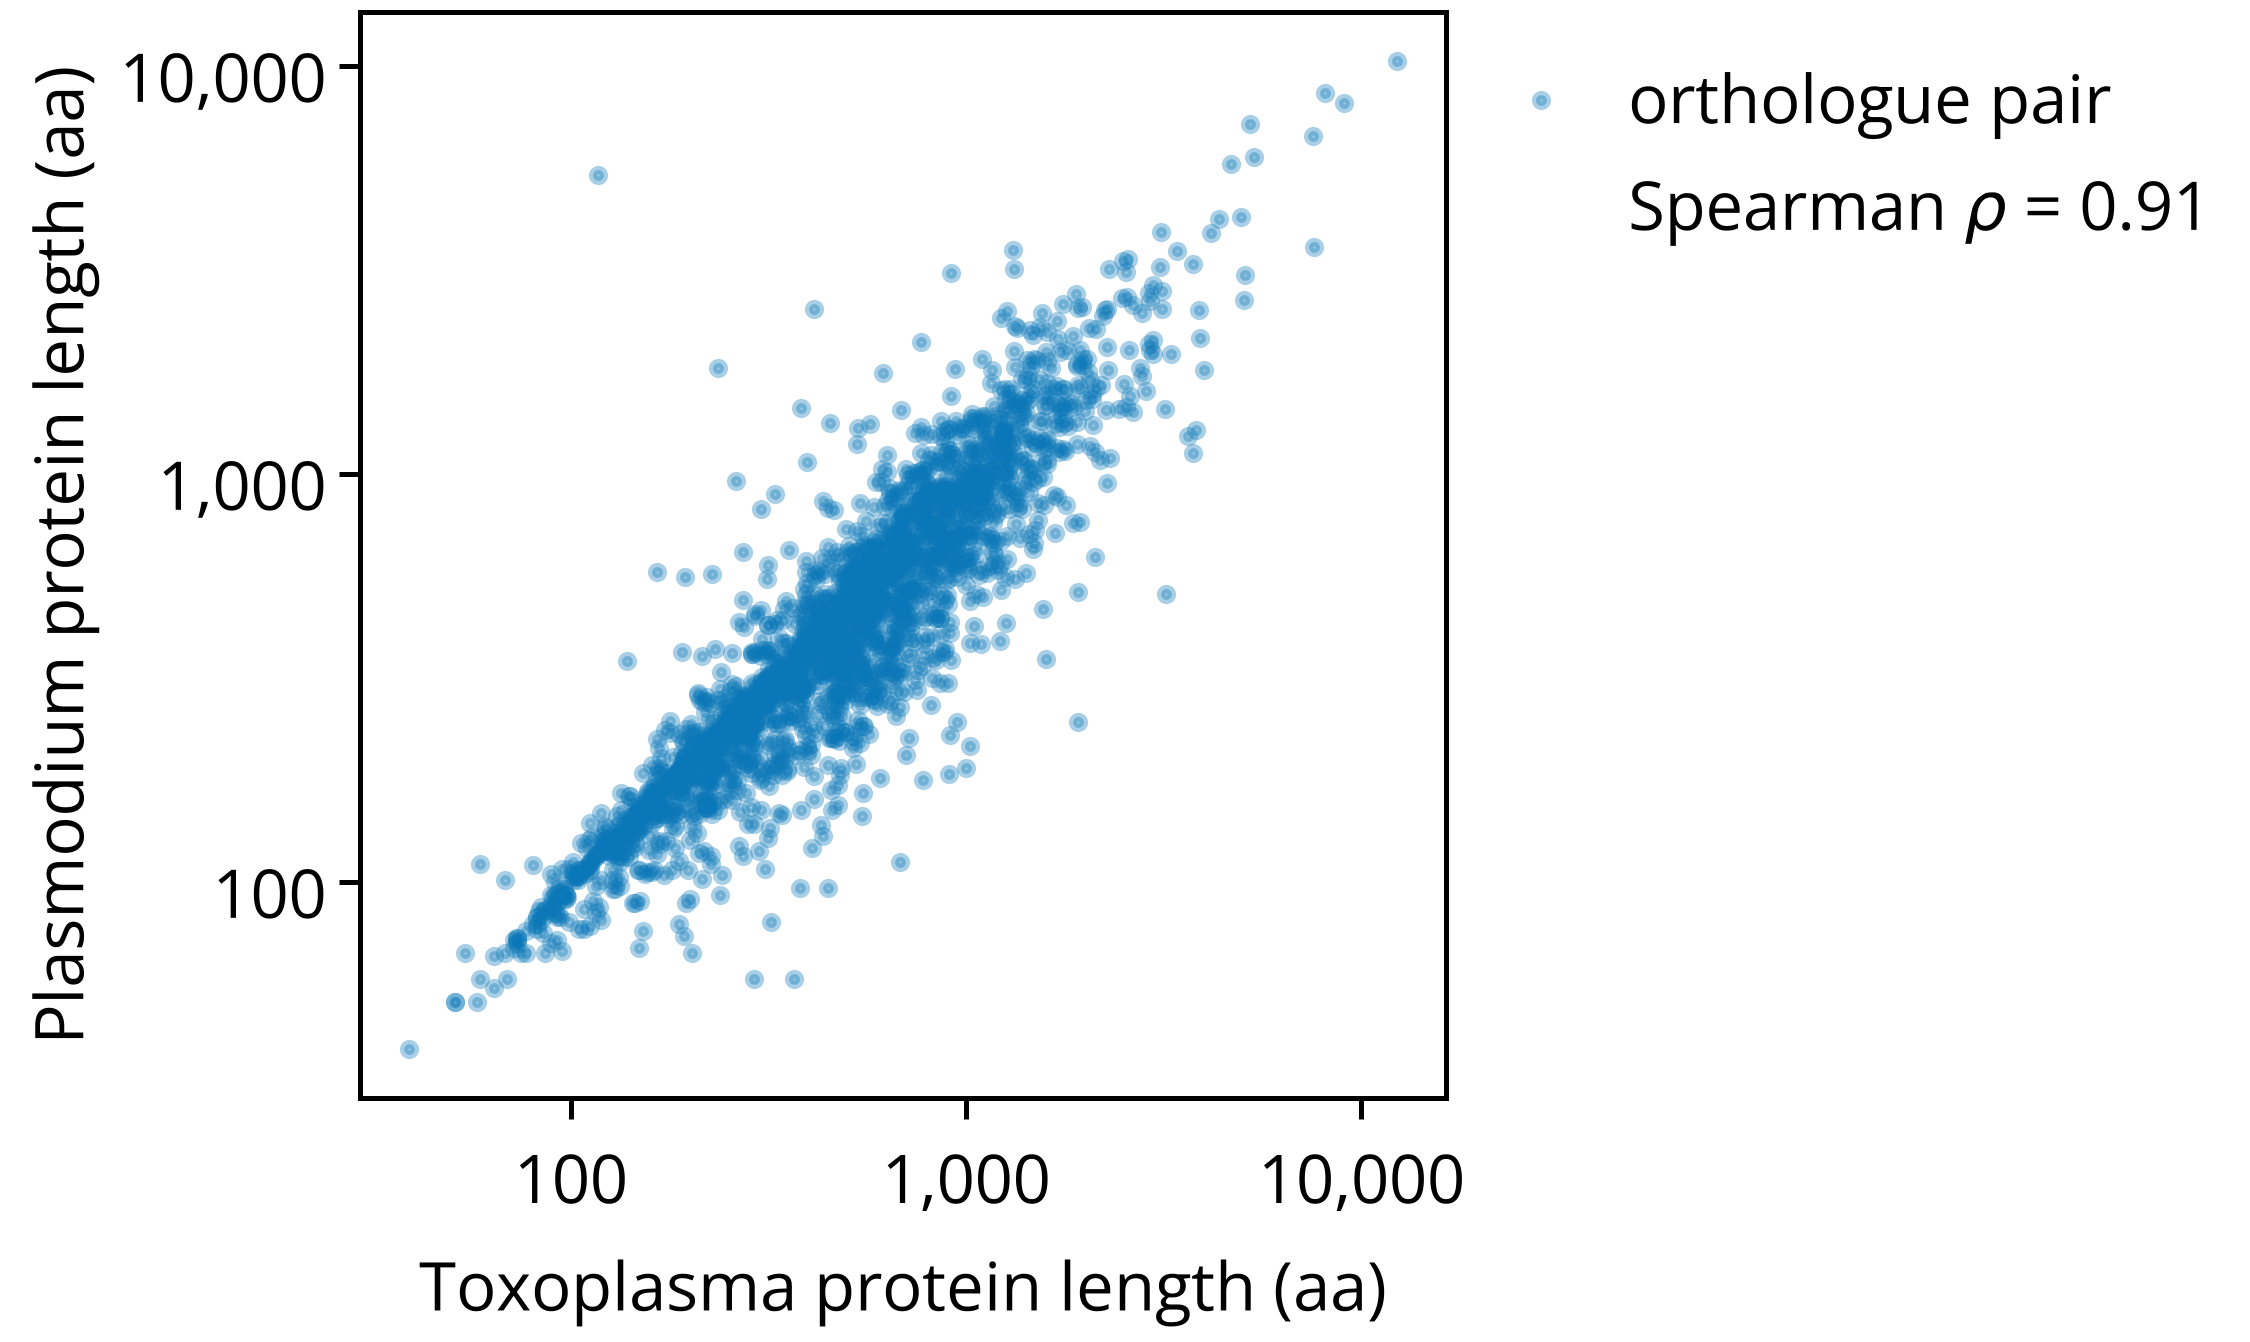 Plasmodium protein length (aa)
10,000
1,000
100
100
1,000
10,000
Toxoplasma protein length (aa)
orthologue pair
Spearman ρ = 0.91